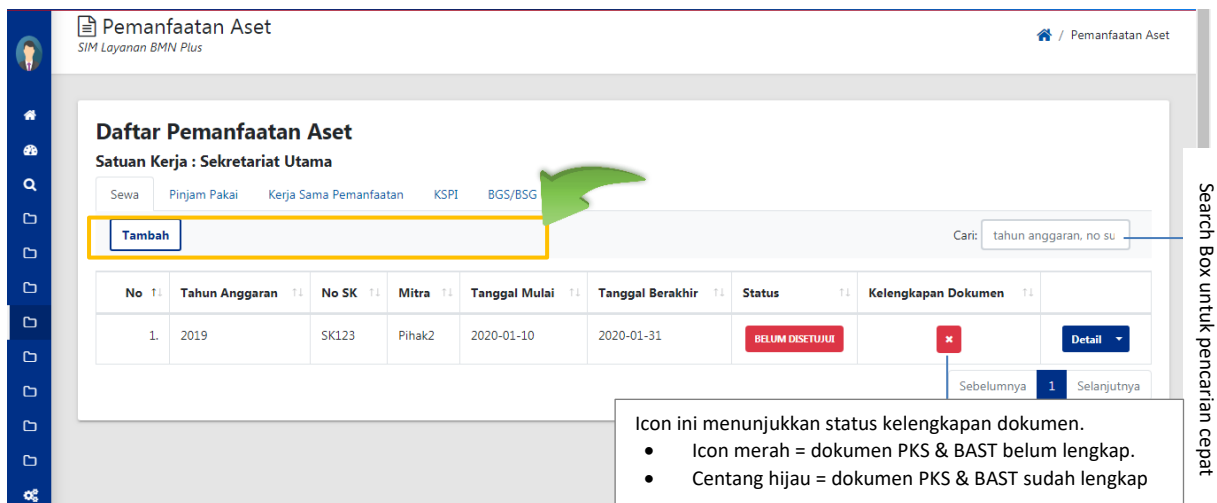 Pemanfaatan Aset
SIM Layanan BMN Plus
/ Pemanfaatan Aset
Daftar Pemanfaatan Aset
Satuan Kerja : Sekretariat Utama
Sewa Pinjam Pakai Kerja Sama Pemanfaatan KSPI BGS/BSG
Tambah Cari: tahun anggaran, no su
No Tahun Anggaran No SK Mitra Tanggal Mulai Tanggal Berakhir Status Kelengkapan Dokumen
1. 2019 SK123 Pihak2 2020-01-10 2020-01-31 BELUM DISETUJUI Detail
Sebelumnya 1 Selanjutnya
Icon ini menunjukkan status kelengkapan dokumen.
• Icon merah = dokumen PKS & BAST belum lengkap.
• Centang hijau = dokumen PKS & BAST sudah lengkap
Search Box untuk pencarian cepat